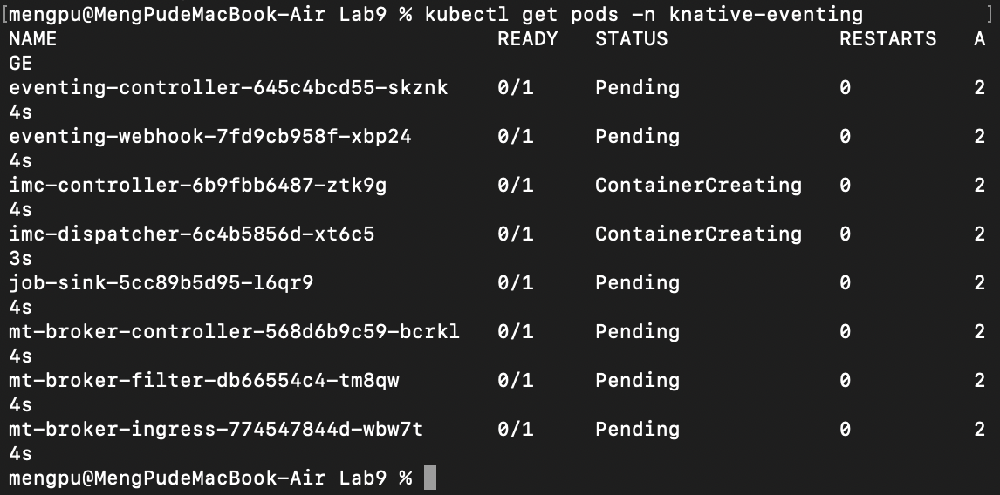 [mengpu@MengPudeMacBook-Air Lab9 % kubectl get pods -n knative-eventing ]
NAME READY STATUS RESTARTS A
GE
eventing-controller-645c4bcd55-skznk 0/1 Pending 0 2
4s
eventing-webhook-7fd9cb958f-xbp24 0/1 Pending 0 2
4s
imc-controller-6b9fbb6487-ztk9g 0/1 ContainerCreating 0 2
4s
imc-dispatcher-6c4b5856d-xt6c5 0/1 ContainerCreating 0 2
3s
job-sink-5cc89b5d95-l6qr9 0/1 Pending 0 2
4s
mt-broker-controller-568d6b9c59-bcrkl 0/1 Pending 0 2
4s
mt-broker-filter-db66554c4-tm8qw 0/1 Pending 0 2
4s
mt-broker-ingress-774547844d-wbw7t 0/1 Pending 0 2
4s
mengpu@MengPudeMacBook-Air Lab9 %